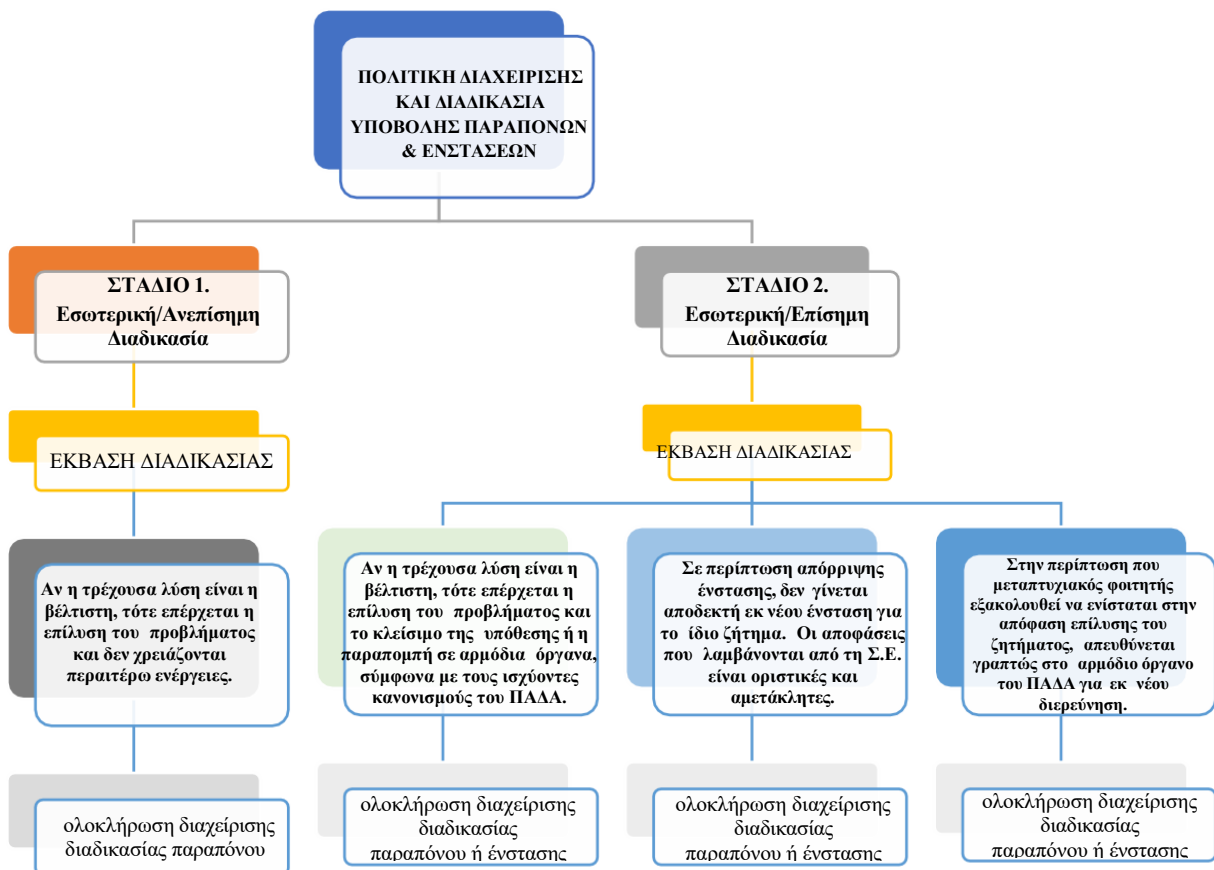 ΠΟΛΙΤΙΚΗ ΔΙΑΧΕΙΡΙΣΗΣ
ΚΑΙ ΔΙΑΔΙΚΑΣΙΑ
ΥΠΟΒΟΛΗΣ ΠΑΡΑΠΟΝΩΝ
& ΕΝΣΤΑΣΕΩΝ
ΣΤΑΔΙΟ 1.
Εσωτερική/Ανεπίσημη
Διαδικασία
ΣΤΑΔΙΟ 2.
Εσωτερική/Επίσημη
Διαδικασία
ΕΚΒΑΣΗ ΔΙΑΔΙΚΑΣΙΑΣ
ΕΚΒΑΣΗ ΔΙΑΔΙΚΑΣΙΑΣ
Αν η τρέχουσα λύση είναι η
βέλτιστη, τότε επέρχεται η
επίλυση του προβλήματος
και δεν χρειάζονται
περαιτέρω ενέργειες.
Αν η τρέχουσα λύση είναι η
βέλτιστη, τότε επέρχεται η
επίλυση του προβλήματος και
το κλείσιμο της υπόθεσης ή η
παραπομπή σε αρμόδια όργανα,
σύμφωνα με τους ισχύοντες
κανονισμούς του ΠΑΔΑ.
Σε περίπτωση απόρριψης
ένστασης, δεν γίνεται
αποδεκτή εκ νέου ένσταση για
το ίδιο ζήτημα. Οι αποφάσεις
που λαμβάνονται από τη Σ.Ε.
είναι οριστικές και
αμετάκλητες.
Στην περίπτωση που
μεταπτυχιακός φοιτητής
εξακολουθεί να ενίσταται στην
απόφαση επίλυσης του
ζητήματος, απευθύνεται
γραπτώς στο αρμόδιο όργανο
του ΠΑΔΑ για εκ νέου
διερεύνηση.
ολοκλήρωση διαχείρισης
διαδικασίας παραπόνου
ολοκλήρωση διαχείρισης
διαδικασίας
παραπόνου ή ένστασης
ολοκλήρωση διαχείρισης
διαδικασίας
παραπόνου ή ένστασης
ολοκλήρωση διαχείρισης
διαδικασίας
παραπόνου ή ένστασης